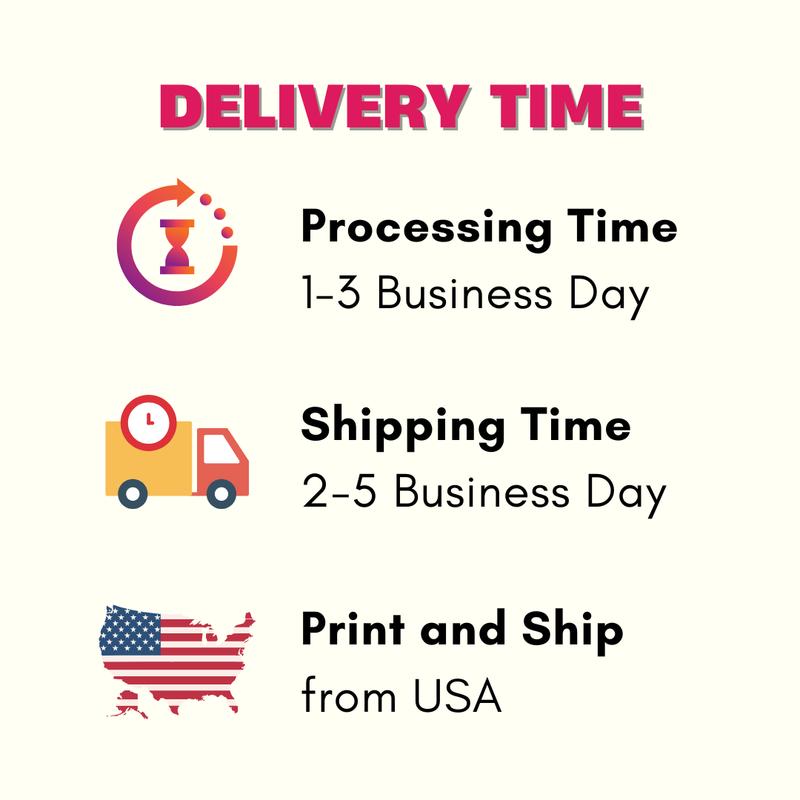 DELIVERY TIME
Processing Time
1-3 Business Day
Shipping Time
2-5 Business Day
Print and Ship
from USA